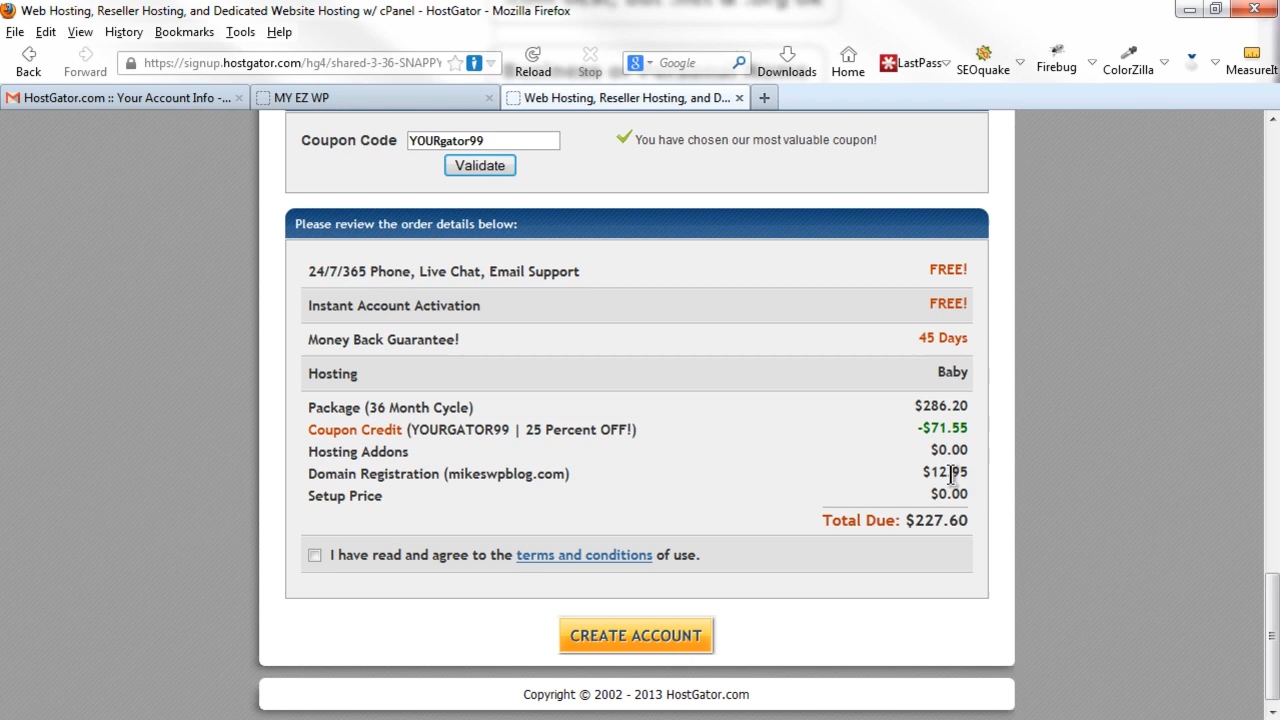 Web Hosting, Reseller Hosting, and Dedicated Website Hosting w/ cPanel - HostGator - Mozilla Firefox
File Edit View History Bookmarks Tools Help
https://signup.hostgator.com/hg4/shared-3-36-SNAPPY
Google
Back Forward Reload Stop Downloads Home LastPass SEOquake Firebug ColorZilla MeasureIt
HostGator.com :: Your Account Info -... MY EZ WP Web Hosting, Reseller Hosting, and D...
Coupon Code YOURgator99 You have chosen our most valuable coupon!
Validate
Please review the order details below:
24/7/365 Phone, Live Chat, Email Support FREE!
Instant Account Activation FREE!
Money Back Guarantee! 45 Days
Hosting Baby
Package (36 Month Cycle) $286.20
Coupon Credit (YOURGATOR99 | 25 Percent OFF!) -$71.55
Hosting Addons $0.00
Domain Registration (mikeswpblog.com) $12.95
Setup Price $0.00
Total Due: $227.60
I have read and agree to the terms and conditions of use.
CREATE ACCOUNT
Copyright © 2002 - 2013 HostGator.com